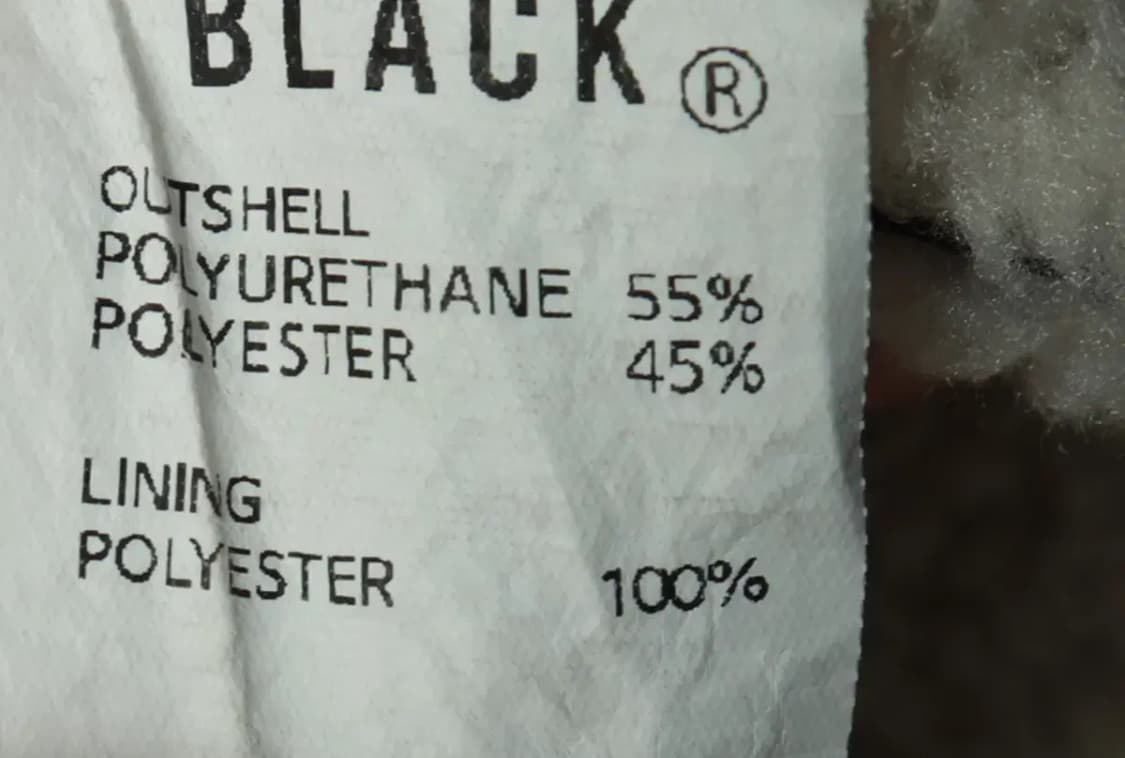 BLACK®
OUTSHELL
POLYURETHANE 55%
POLYESTER 45%
LINING
POLYESTER 100%